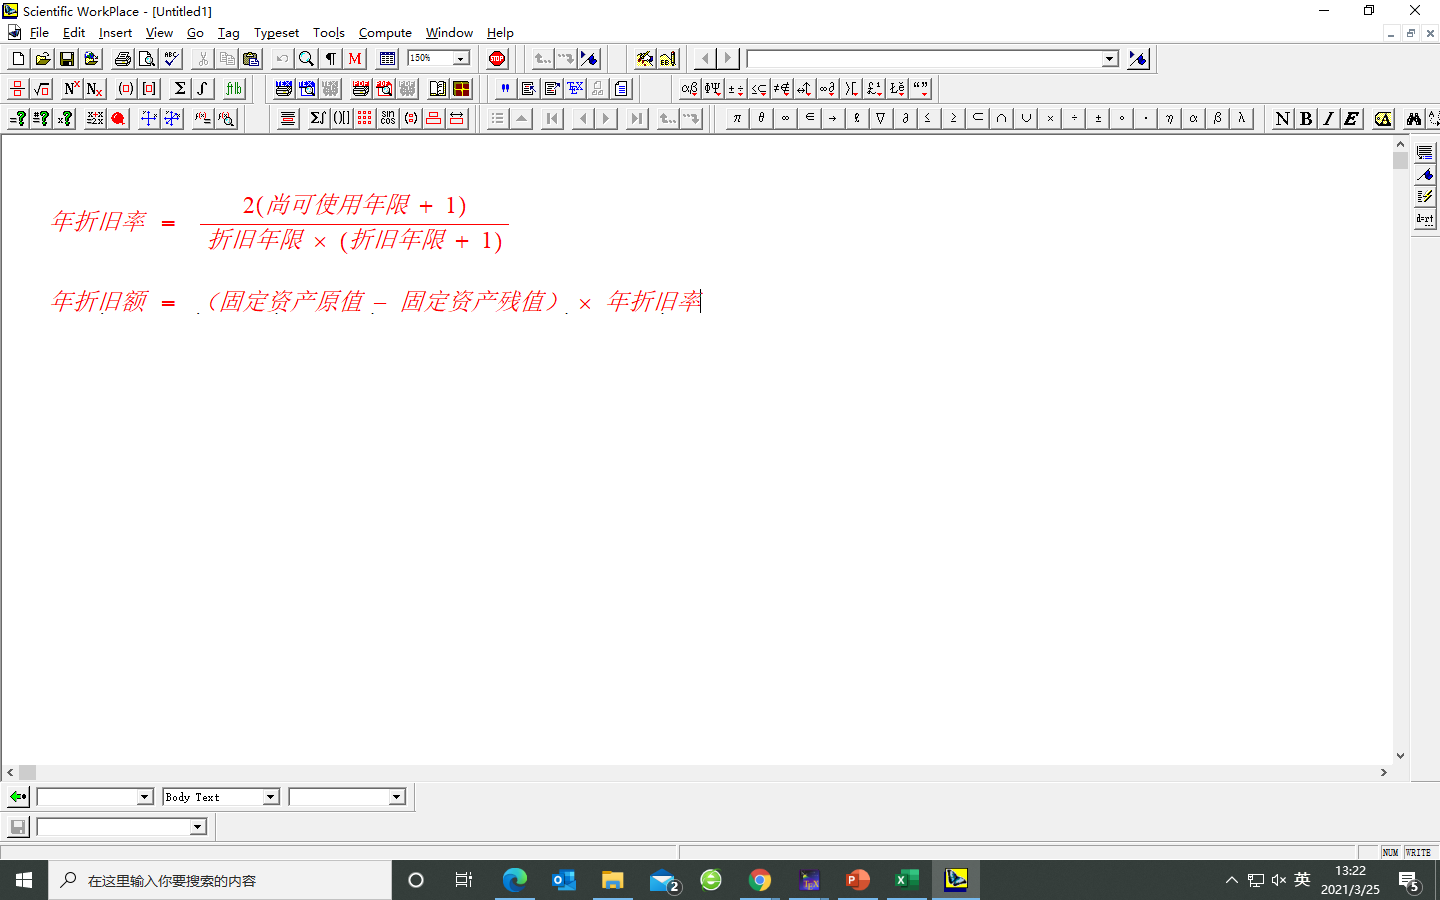 Scientific WorkPlace - [Untitled1]
File Edit Insert View Go Tag Typeset Tools Compute Window Help
150%
年折旧率 = 2(尚可使用年限 + 1)
折旧年限 × (折旧年限 + 1)
年折旧额 = （固定资产原值 − 固定资产残值） × 年折旧率
Body Text
NUM WRITE
在这里输入你要搜索的内容
2
英
13:22
2021/3/25
5